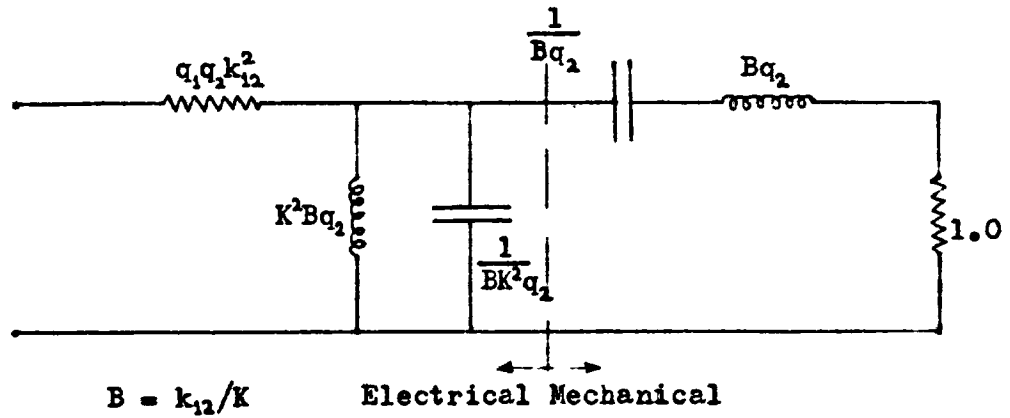 1/Bq₂
q₁q₂k₁₂²
Bq₂
K²Bq₂
1/BK²q₂
1.0
B = k₁₂/K
Electrical Mechanical